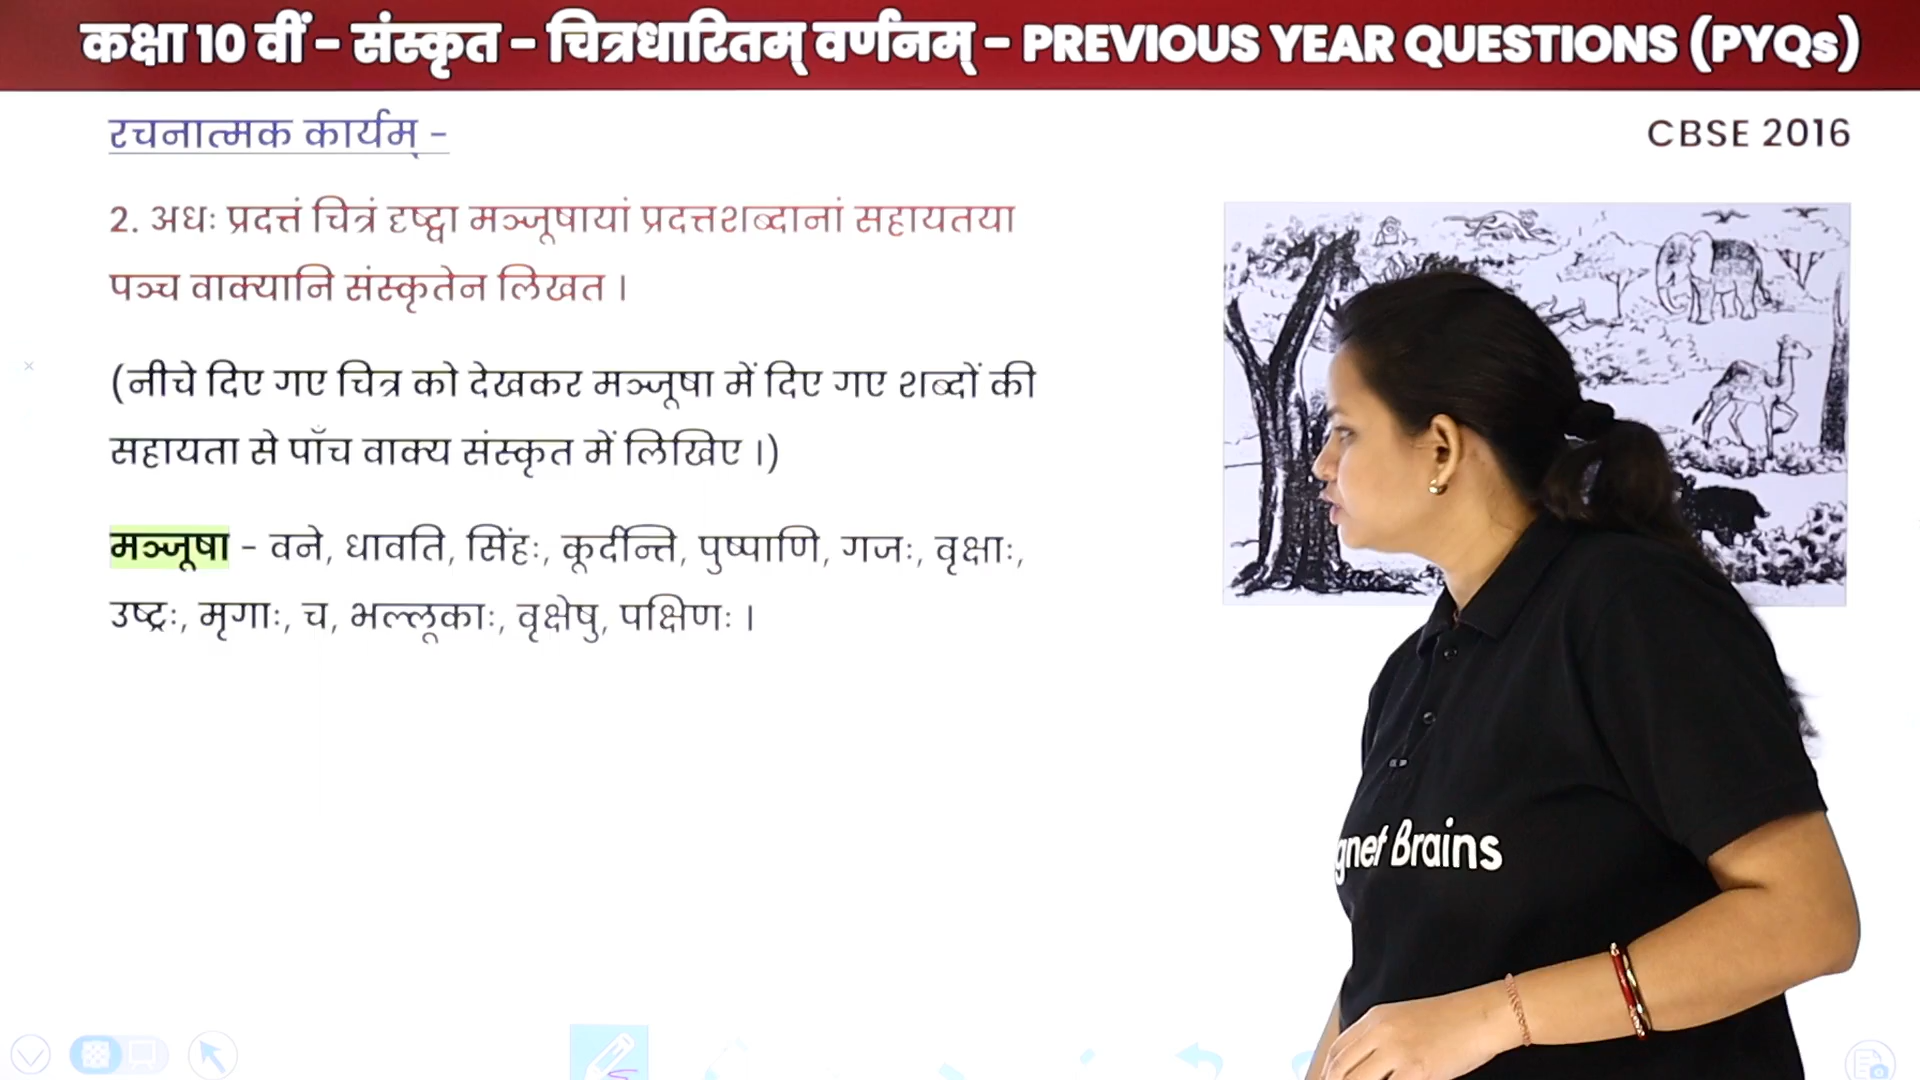 कक्षा 10 वीं - संस्कृत - चित्रधारितम् वर्णनम् - PREVIOUS YEAR QUESTIONS (PYQs)
रचनात्मक कार्यम् -
CBSE 2016
2. अधः प्रदत्तं चित्रं दृष्ट्वा मञ्जूषायां प्रदत्तशब्दानां सहायतया
पञ्च वाक्यानि संस्कृतेन लिखत ।
(नीचे दिए गए चित्र को देखकर मञ्जूषा में दिए गए शब्दों की
सहायता से पाँच वाक्य संस्कृत में लिखिए ।)
मञ्जूषा - वने, धावति, सिंहः, कूर्दन्ति, पुष्पाणि, गजः, वृक्षाः,
उष्ट्रः, मृगाः, च, भल्लूकाः, वृक्षेषु, पक्षिणः ।
gnet Brains